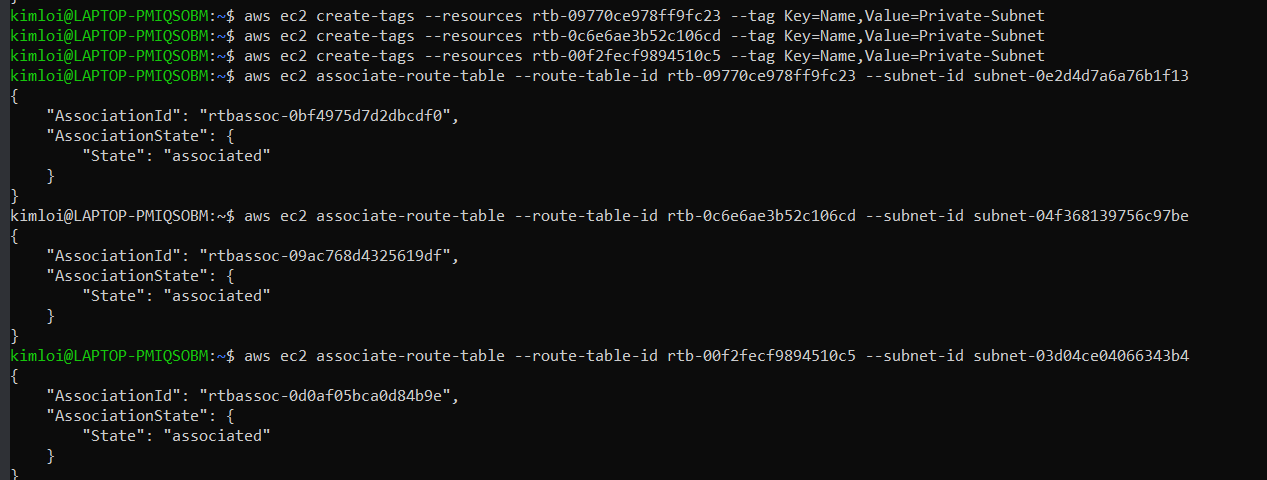 kimloi@LAPTOP-PMIQSOBM:~$ aws ec2 create-tags --resources rtb-09770ce978ff9fc23 --tag Key=Name,Value=Private-Subnet
kimloi@LAPTOP-PMIQSOBM:~$ aws ec2 create-tags --resources rtb-0c6e6ae3b52c106cd --tag Key=Name,Value=Private-Subnet
kimloi@LAPTOP-PMIQSOBM:~$ aws ec2 create-tags --resources rtb-00f2fecf9894510c5 --tag Key=Name,Value=Private-Subnet
kimloi@LAPTOP-PMIQSOBM:~$ aws ec2 associate-route-table --route-table-id rtb-09770ce978ff9fc23 --subnet-id subnet-0e2d4d7a6a76b1f13
{
    "AssociationId": "rtbassoc-0bf4975d7d2dbcdf0",
    "AssociationState": {
        "State": "associated"
    }
}
kimloi@LAPTOP-PMIQSOBM:~$ aws ec2 associate-route-table --route-table-id rtb-0c6e6ae3b52c106cd --subnet-id subnet-04f368139756c97be
{
    "AssociationId": "rtbassoc-09ac768d4325619df",
    "AssociationState": {
        "State": "associated"
    }
}
kimloi@LAPTOP-PMIQSOBM:~$ aws ec2 associate-route-table --route-table-id rtb-00f2fecf9894510c5 --subnet-id subnet-03d04ce04066343b4
{
    "AssociationId": "rtbassoc-0d0af05bca0d84b9e",
    "AssociationState": {
        "State": "associated"
    }
}